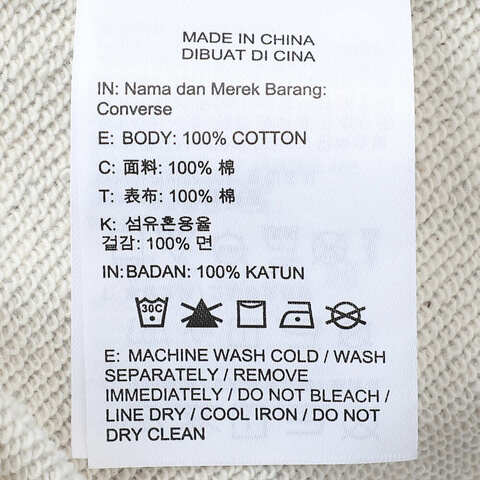 MADE IN CHINA
DIBUAT DI CINA
IN: Nama dan Merek Barang:
Converse
E: BODY: 100% COTTON
C: 面料: 100% 棉
T: 表布: 100% 棉
K: 섬유혼용율
겉감: 100% 면
IN: BADAN: 100% KATUN
30C
E: MACHINE WASH COLD / WASH
SEPARATELY / REMOVE
IMMEDIATELY / DO NOT BLEACH /
LINE DRY / COOL IRON / DO NOT
DRY CLEAN